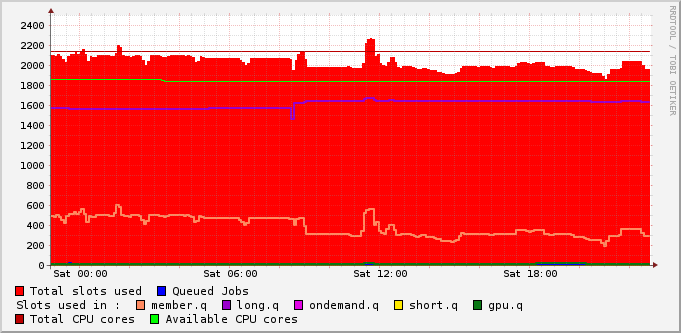 2400
2200
2000
1800
1600
1400
1200
1000
800
600
400
200
0
Sat 00:00 Sat 06:00 Sat 12:00 Sat 18:00
Total slots used Queued Jobs
Slots used in : member.q long.q ondemand.q short.q gpu.q
Total CPU cores Available CPU cores
RRDTOOL / TOBI OETIKER